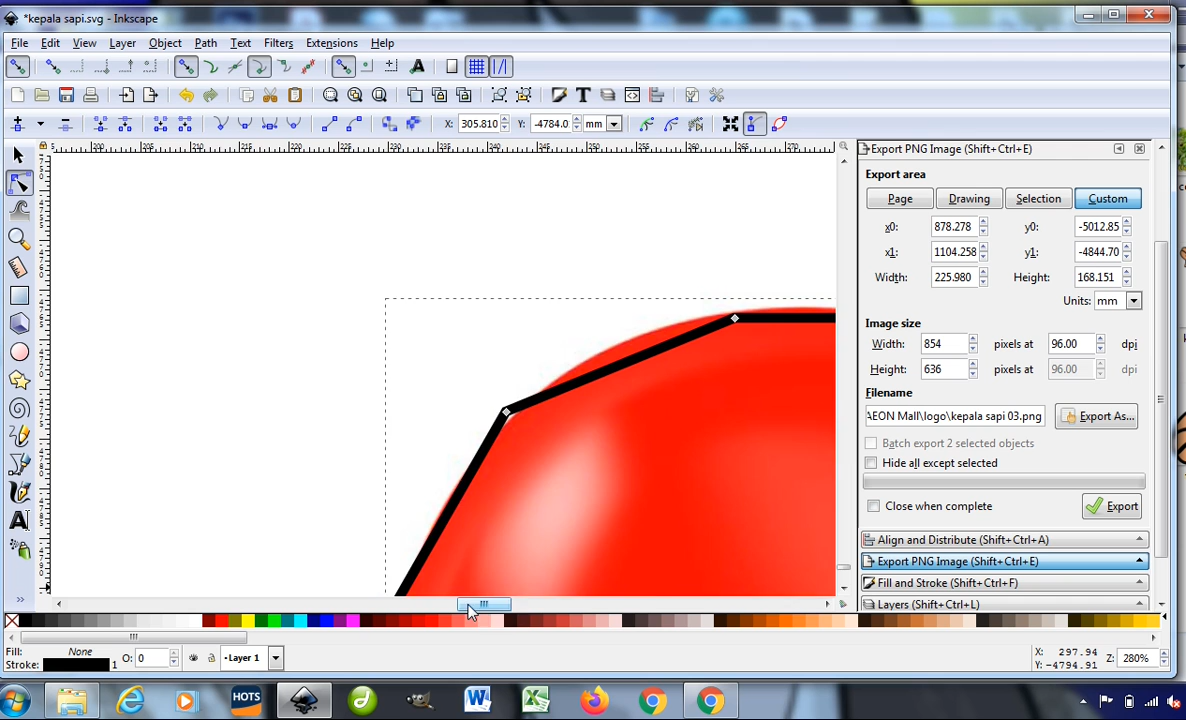 *kepala sapi.svg - Inkscape
File Edit View Layer Object Path Text Filters Extensions Help
X: 305.810 Y: -4784.0 mm
Export PNG Image (Shift+Ctrl+E)
Export area
Page Drawing Selection Custom
x0: 878.278 y0: -5012.85
x1: 1104.258 y1: -4844.70
Width: 225.980 Height: 168.151
Units: mm
Image size
Width: 854 pixels at 96.00 dpi
Height: 636 pixels at 96.00 dpi
Filename
AEON Mall\logo\kepala sapi 03.png Export As...
Batch export 2 selected objects
Hide all except selected
Close when complete Export
Align and Distribute (Shift+Ctrl+A)
Export PNG Image (Shift+Ctrl+E)
Fill and Stroke (Shift+Ctrl+F)
Layers (Shift+Ctrl+L)
Fill: None
Stroke: 1 O: 0 Layer 1
X: 297.94
Y: -4794.91
Z: 280%
HOTS